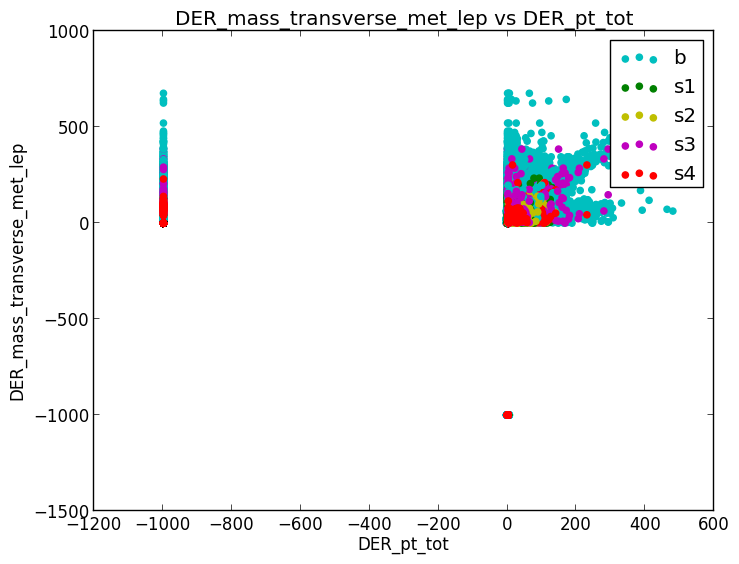 DER_mass_transverse_met_lep vs DER_pt_tot
1000
500
0
−500
−1000
−1500
DER_mass_transverse_met_lep
b
s1
s2
s3
s4
−1200 −1000 −800 −600 −400 −200 0 200 400 600
DER_pt_tot